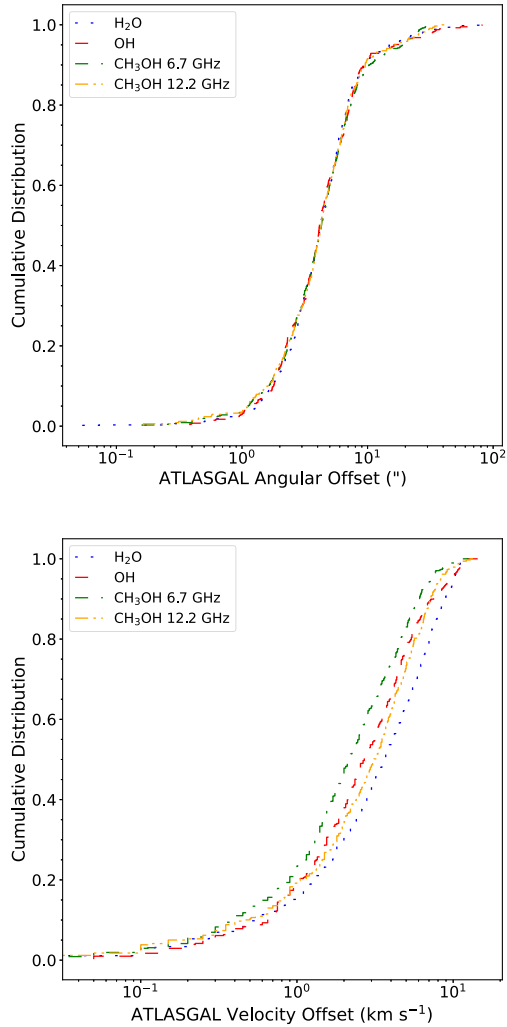 H₂O
OH
CH₃OH 6.7 GHz
CH₃OH 12.2 GHz
1.0
0.8
0.6
0.4
0.2
0.0
Cumulative Distribution
10⁻¹
10⁰
10¹
10²
ATLASGAL Angular Offset (")
H₂O
OH
CH₃OH 6.7 GHz
CH₃OH 12.2 GHz
1.0
0.8
0.6
0.4
0.2
0.0
Cumulative Distribution
10⁻¹
10⁰
10¹
ATLASGAL Velocity Offset (km s⁻¹)